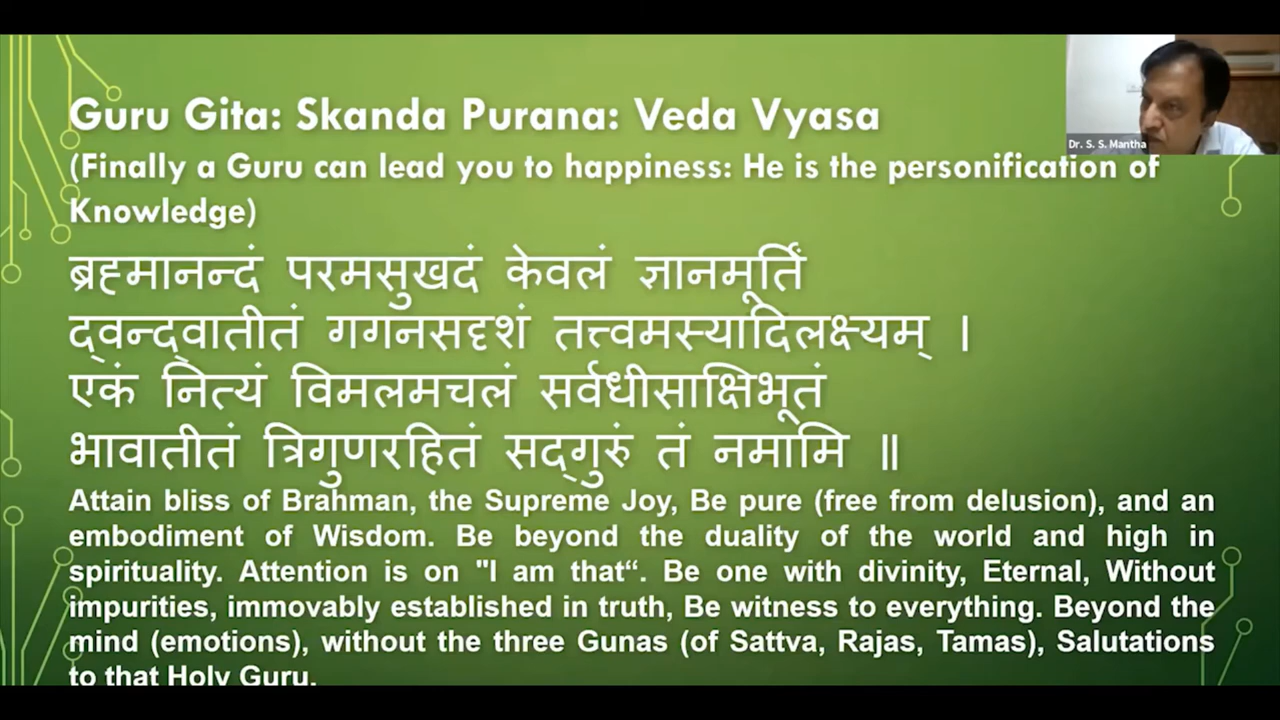 Guru Gita: Skanda Purana: Veda Vyasa
Dr. S. S. Mantha
(Finally a Guru can lead you to happiness: He is the personification of
Knowledge)
ब्रह्मानन्दं परमसुखदं केवलं ज्ञानमूर्तिं
द्वन्द्वातीतं गगनसदृशं तत्त्वमस्यादिलक्ष्यम् ।
एकं नित्यं विमलमचलं सर्वधीसाक्षिभूतं
भावातीतं त्रिगुणरहितं सद्गुरुं तं नमामि ॥
Attain bliss of Brahman, the Supreme Joy, Be pure (free from delusion), and an
embodiment of Wisdom. Be beyond the duality of the world and high in
spirituality. Attention is on "I am that“. Be one with divinity, Eternal, Without
impurities, immovably established in truth, Be witness to everything. Beyond the
mind (emotions), without the three Gunas (of Sattva, Rajas, Tamas), Salutations
to that Holy Guru.